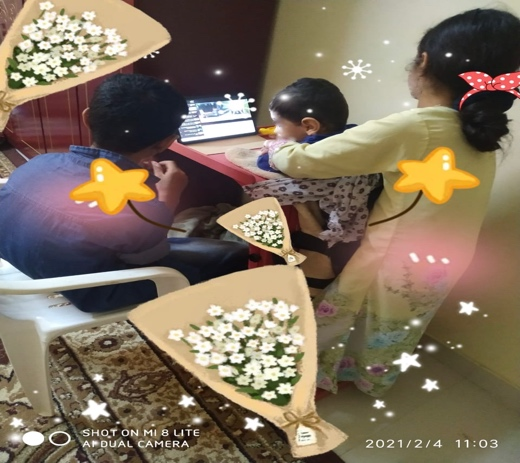 SHOT ON MI 8 LITE
AI DUAL CAMERA
2021/2/4 11:03